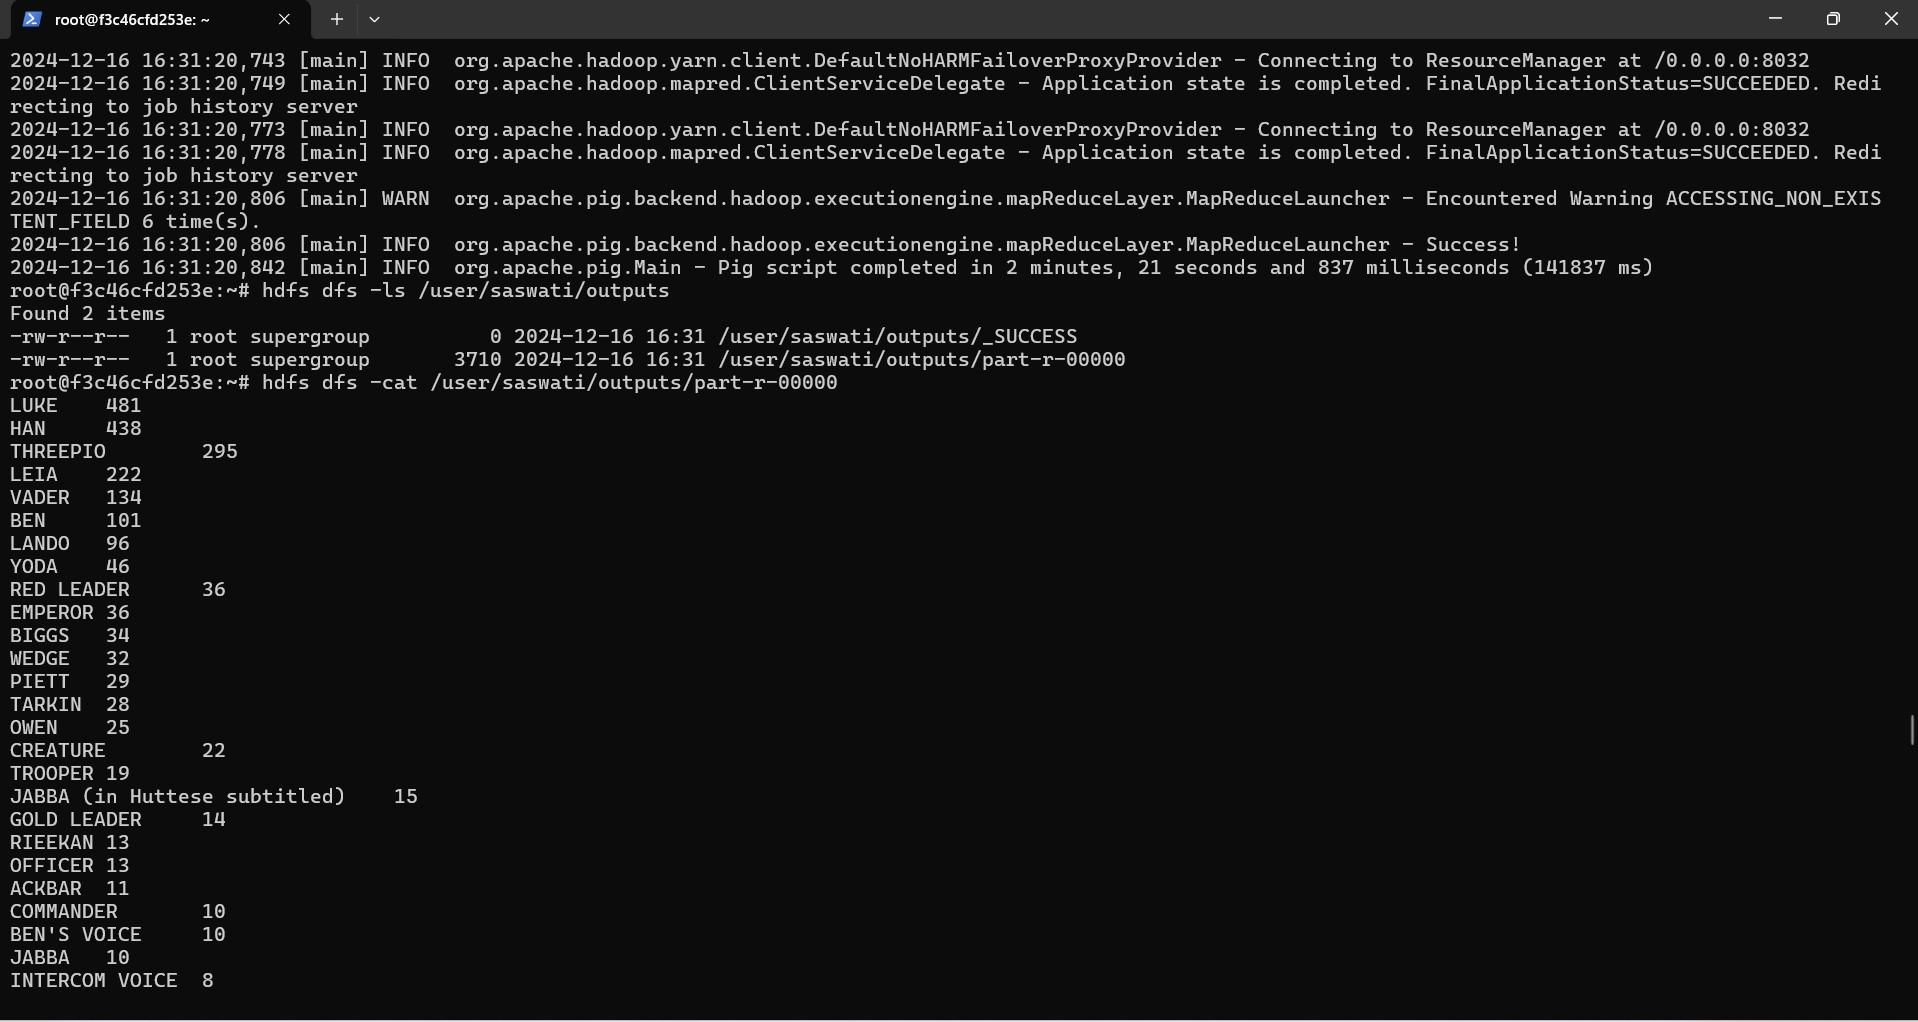 root@f3c46cfd253e: ~
2024-12-16 16:31:20,743 [main] INFO  org.apache.hadoop.yarn.client.DefaultNoHARMFailoverProxyProvider - Connecting to ResourceManager at /0.0.0.0:8032
2024-12-16 16:31:20,749 [main] INFO  org.apache.hadoop.mapred.ClientServiceDelegate - Application state is completed. FinalApplicationStatus=SUCCEEDED. Redi
recting to job history server
2024-12-16 16:31:20,773 [main] INFO  org.apache.hadoop.yarn.client.DefaultNoHARMFailoverProxyProvider - Connecting to ResourceManager at /0.0.0.0:8032
2024-12-16 16:31:20,778 [main] INFO  org.apache.hadoop.mapred.ClientServiceDelegate - Application state is completed. FinalApplicationStatus=SUCCEEDED. Redi
recting to job history server
2024-12-16 16:31:20,806 [main] WARN  org.apache.pig.backend.hadoop.executionengine.mapReduceLayer.MapReduceLauncher - Encountered Warning ACCESSING_NON_EXIS
TENT_FIELD 6 time(s).
2024-12-16 16:31:20,806 [main] INFO  org.apache.pig.backend.hadoop.executionengine.mapReduceLayer.MapReduceLauncher - Success!
2024-12-16 16:31:20,842 [main] INFO  org.apache.pig.Main - Pig script completed in 2 minutes, 21 seconds and 837 milliseconds (141837 ms)
root@f3c46cfd253e:~# hdfs dfs -ls /user/saswati/outputs
Found 2 items
-rw-r--r--   1 root supergroup          0 2024-12-16 16:31 /user/saswati/outputs/_SUCCESS
-rw-r--r--   1 root supergroup       3710 2024-12-16 16:31 /user/saswati/outputs/part-r-00000
root@f3c46cfd253e:~# hdfs dfs -cat /user/saswati/outputs/part-r-00000
LUKE    481
HAN     438
THREEPIO        295
LEIA    222
VADER   134
BEN     101
LANDO   96
YODA    46
RED LEADER      36
EMPEROR 36
BIGGS   34
WEDGE   32
PIETT   29
TARKIN  28
OWEN    25
CREATURE        22
TROOPER 19
JABBA (in Huttese subtitled)    15
GOLD LEADER     14
RIEEKAN 13
OFFICER 13
ACKBAR  11
COMMANDER       10
BEN'S VOICE     10
JABBA   10
INTERCOM VOICE  8